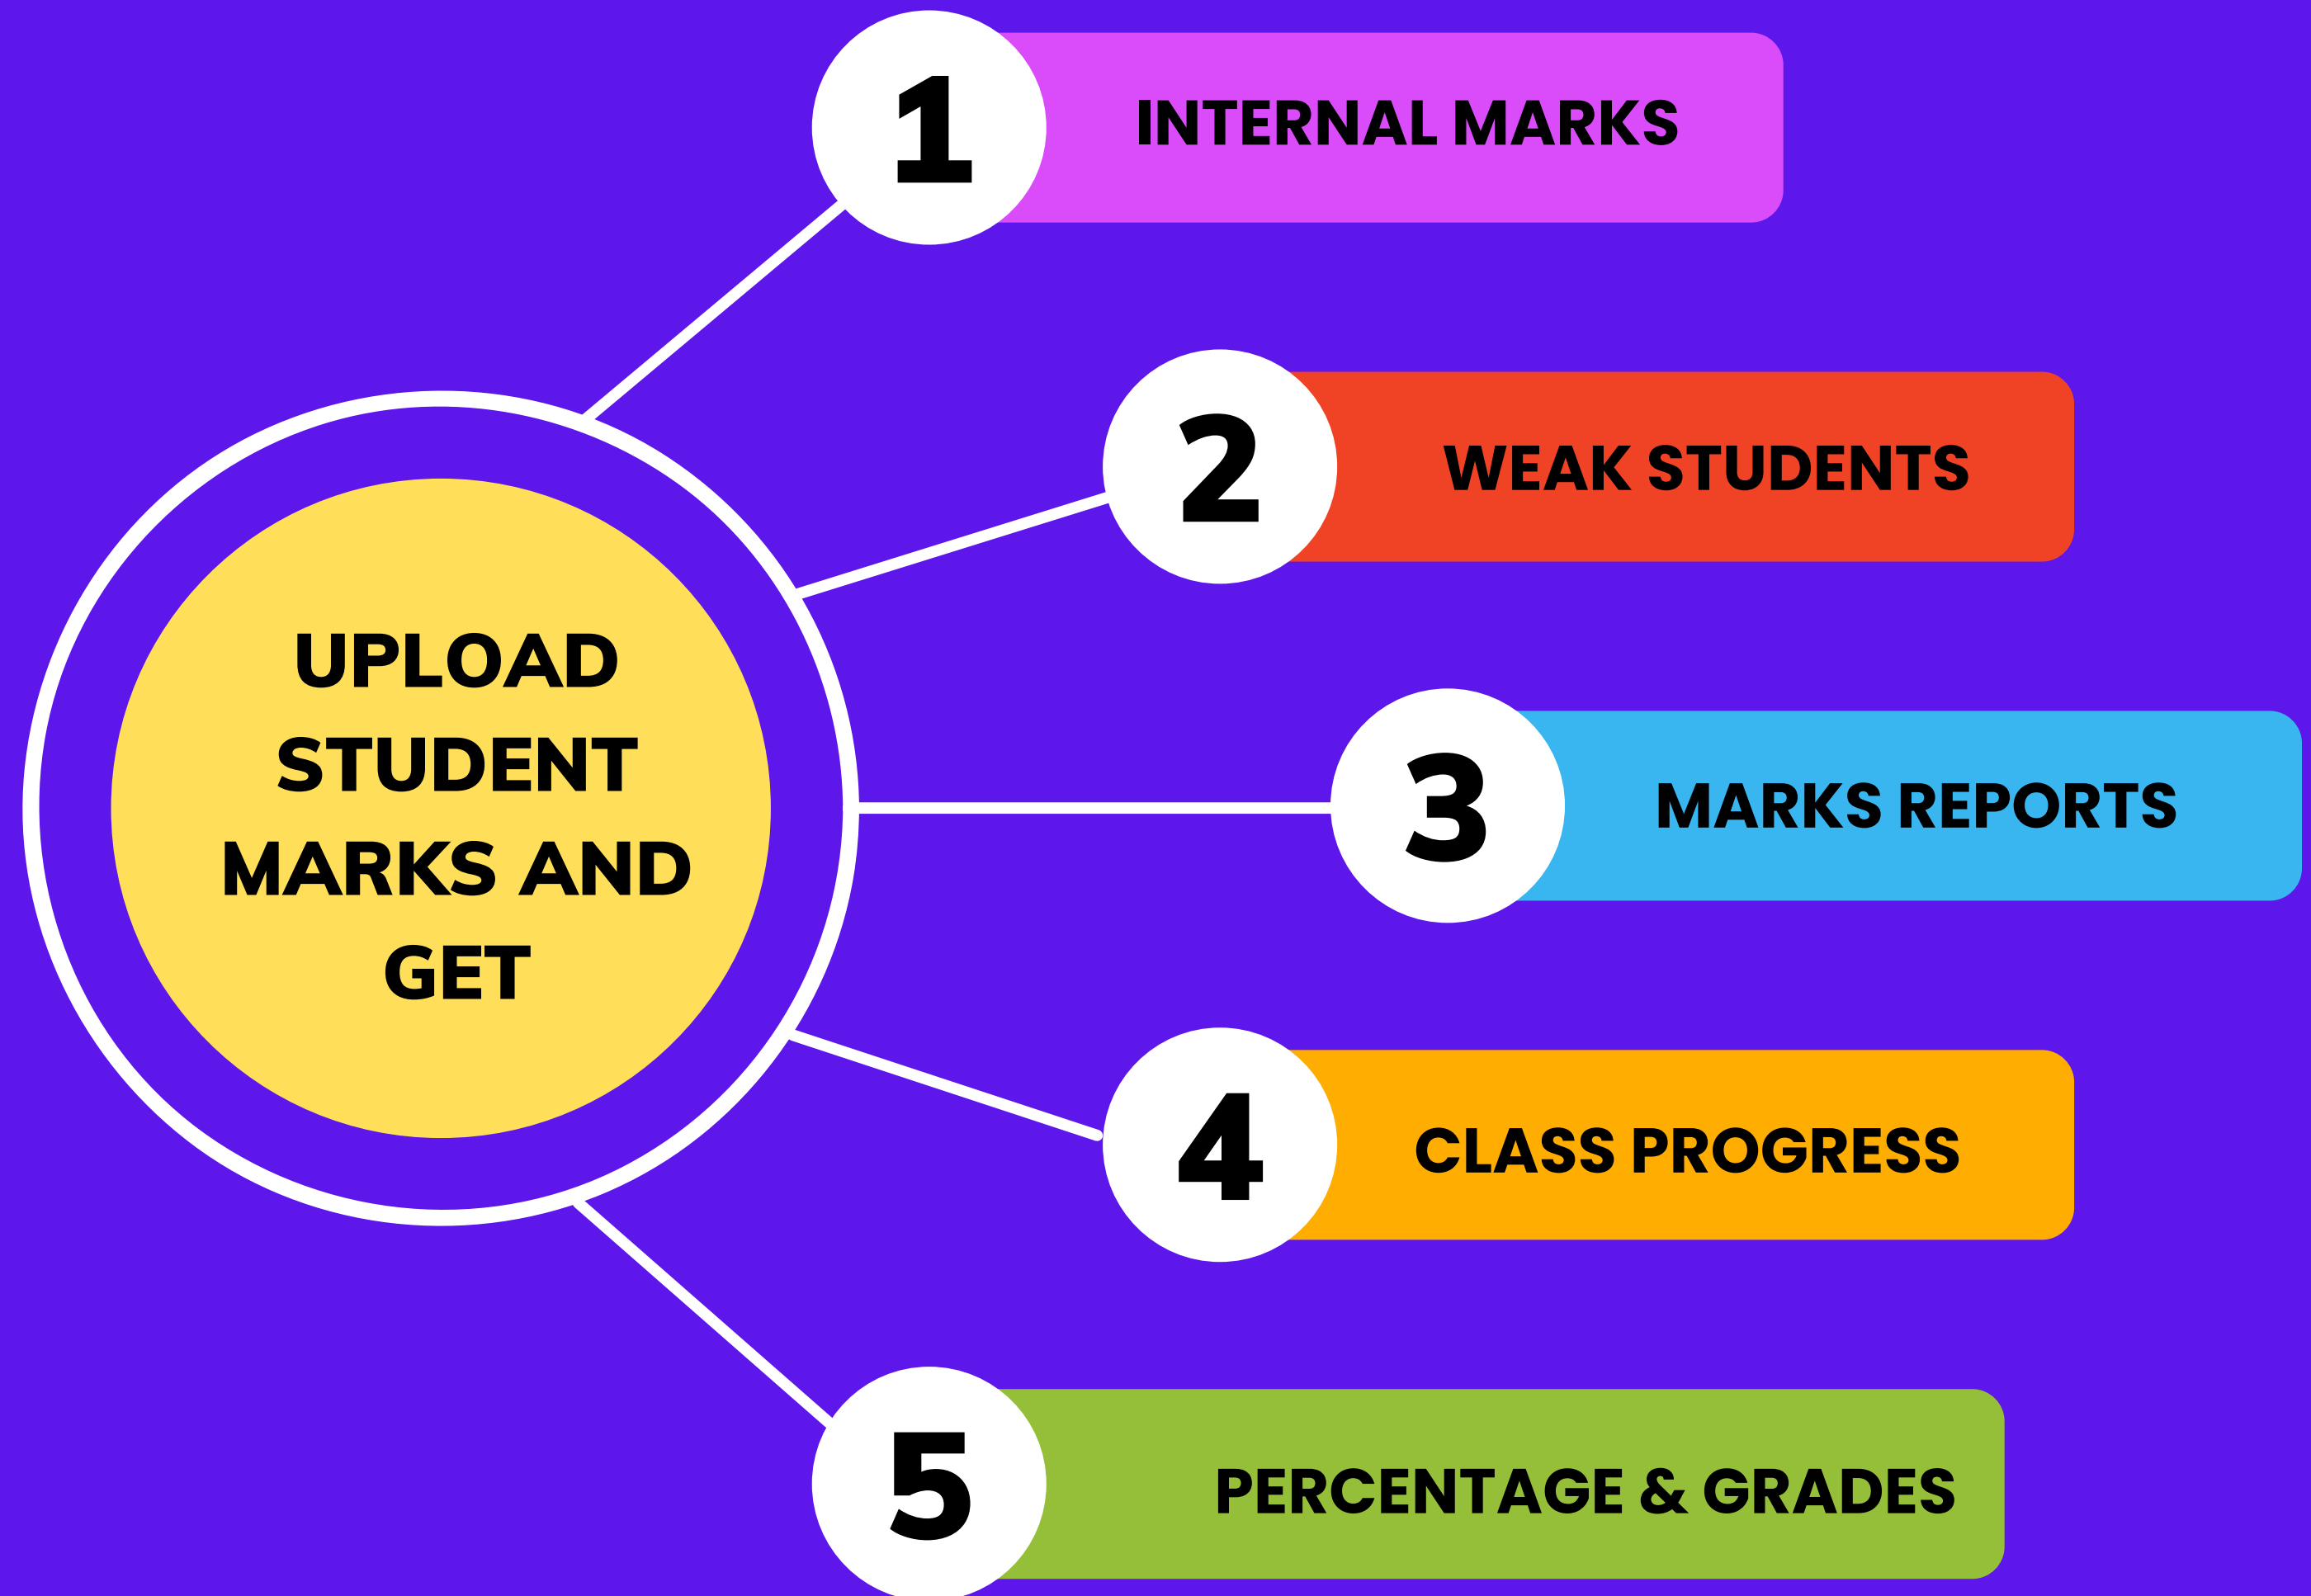 UPLOAD
STUDENT
MARKS AND
GET
1
INTERNAL MARKS
2
WEAK STUDENTS
3
MARKS REPORTS
4
CLASS PROGRESS
5
PERCENTAGE & GRADES